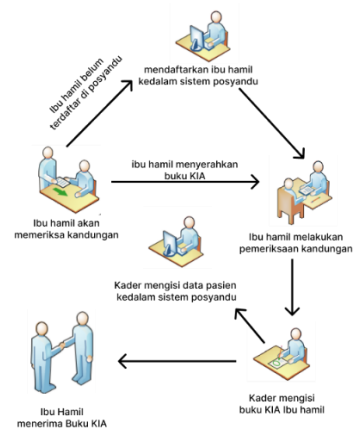 mendaftarkan ibu hamil
kedalam sistem posyandu
Ibu hamil belum
terdaftar di posyandu
ibu hamil menyerahkan
buku KIA
Ibu hamil akan
memeriksa kandungan
Ibu hamil melakukan
pemeriksaan kandungan
Kader mengisi data pasien
kedalam sistem posyandu
Kader mengisi
buku KIA Ibu hamil
Ibu Hamil
menerima Buku KIA